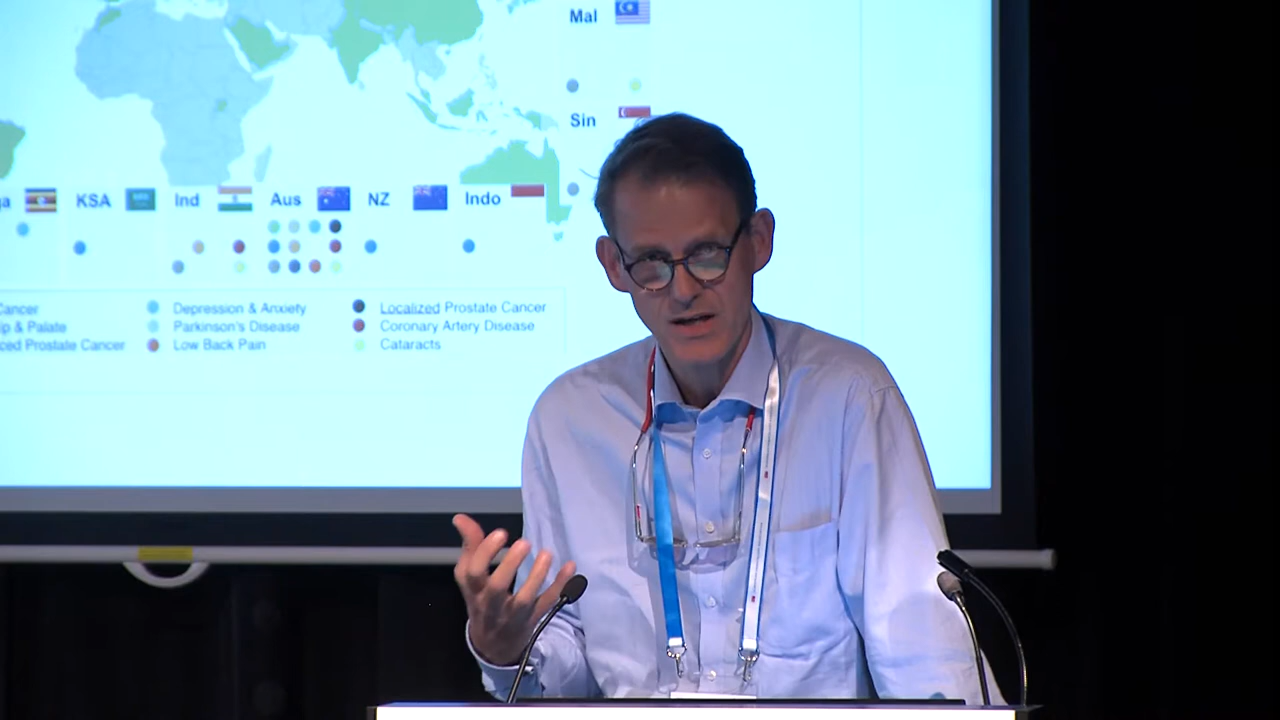 Mal
Sin
ga KSA Ind Aus NZ Indo
Cancer Depression & Anxiety Localized Prostate Cancer
ip & Palate Parkinson's Disease Coronary Artery Disease
ced Prostate Cancer Low Back Pain Cataracts